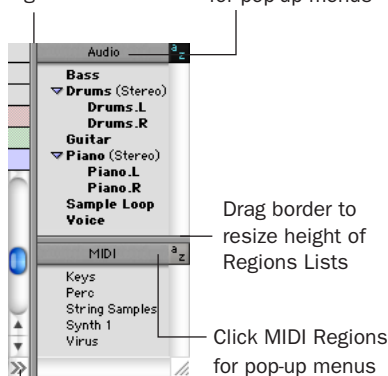 for pop-up menus
Audio
a
z
Bass
Drums (Stereo)
Drums.L
Drums.R
Guitar
Piano (Stereo)
Piano.L
Piano.R
Sample Loop
Voice
Drag border to
resize height of
Regions Lists
MIDI
a
z
Keys
Perc
String Samples
Synth 1
Virus
Click MIDI Regions
for pop-up menus